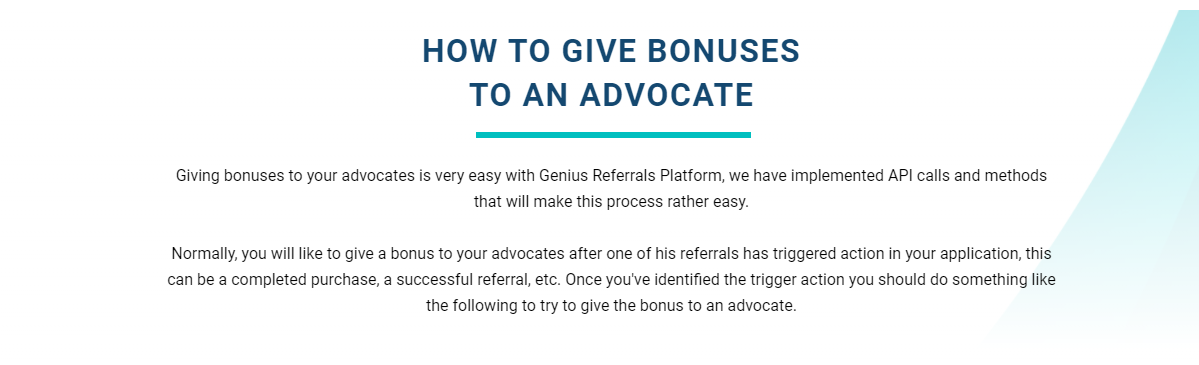 HOW TO GIVE BONUSES
TO AN ADVOCATE
Giving bonuses to your advocates is very easy with Genius Referrals Platform, we have implemented API calls and methods
that will make this process rather easy.
Normally, you will like to give a bonus to your advocates after one of his referrals has triggered action in your application, this
can be a completed purchase, a successful referral, etc. Once you've identified the trigger action you should do something like
the following to try to give the bonus to an advocate.